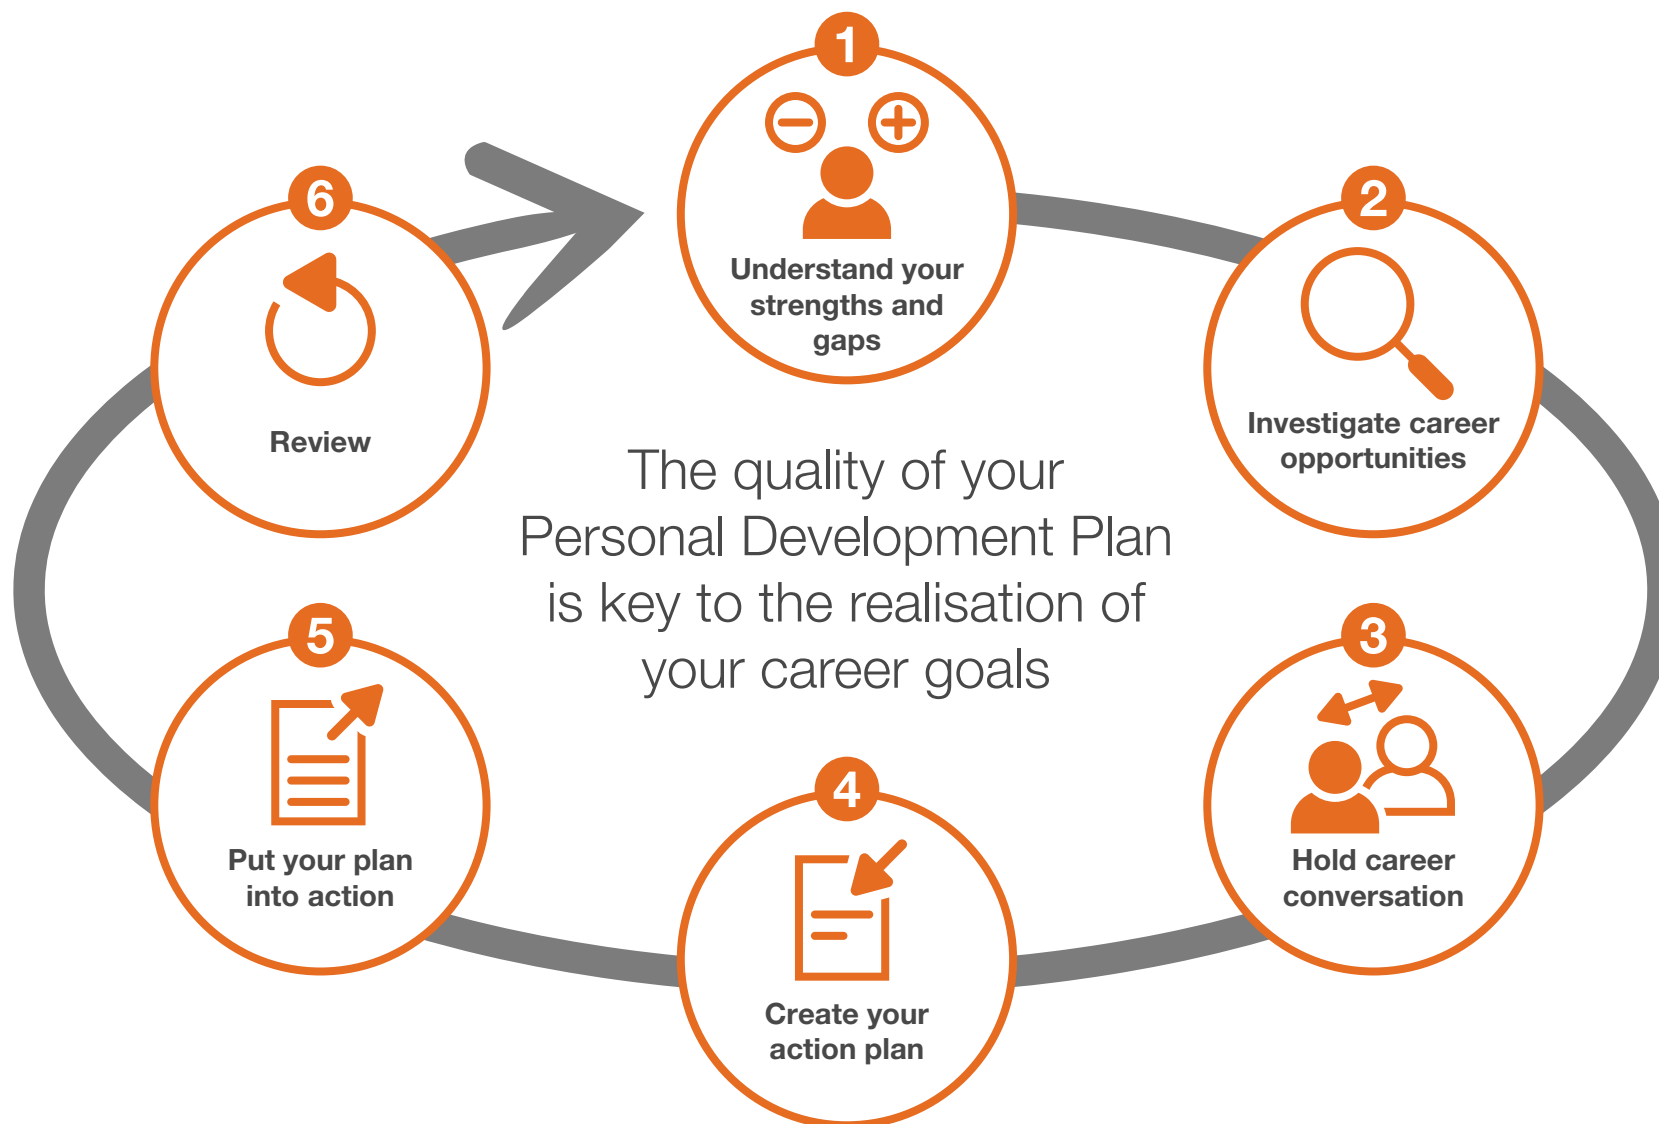 1
Understand your
strengths and
gaps
2
Investigate career
opportunities
3
Hold career
conversation
4
Create your
action plan
5
Put your plan
into action
6
Review
The quality of your
Personal Development Plan
is key to the realisation of
your career goals